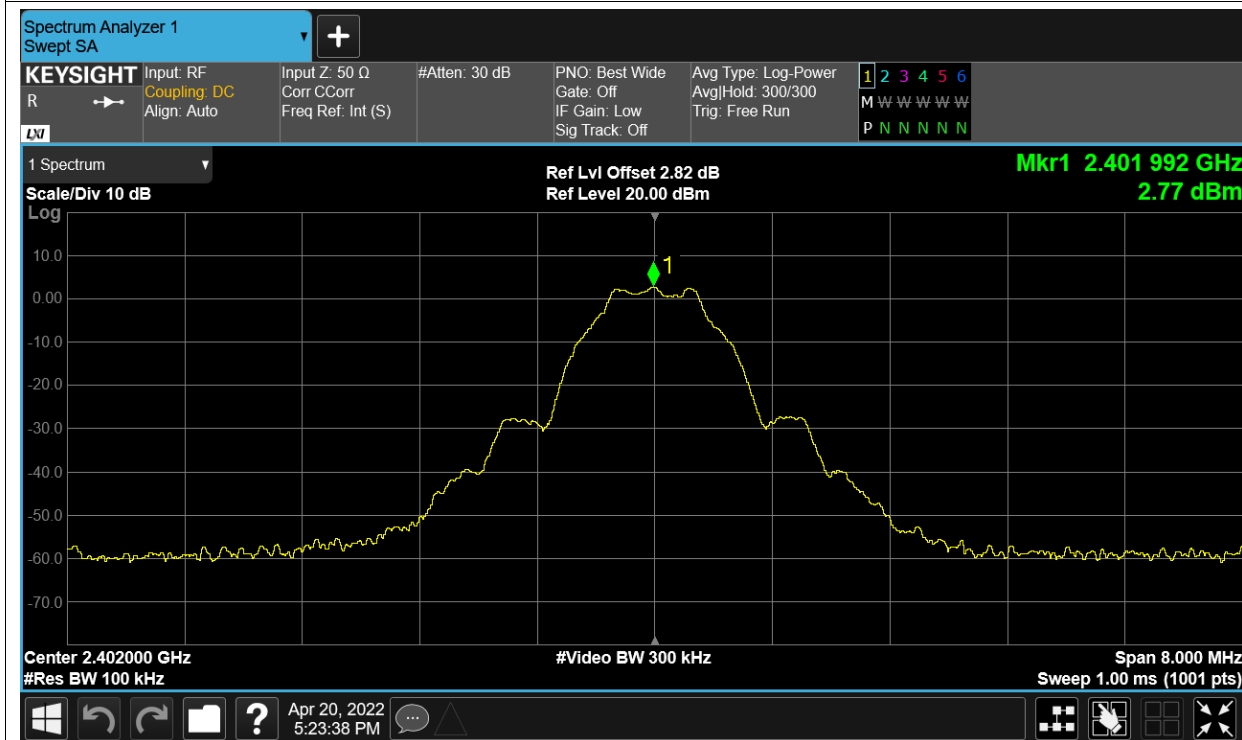 Spectrum Analyzer 1
Swept SA
KEYSIGHT
R
LXI
Input: RF
Coupling: DC
Align: Auto
Input Z: 50 Ω
Corr CCorr
Freq Ref: Int (S)
#Atten: 30 dB
PNO: Best Wide
Gate: Off
IF Gain: Low
Sig Track: Off
Avg Type: Log-Power
Avg|Hold: 300/300
Trig: Free Run
1 2 3 4 5 6
M W W W W W
P N N N N N
1 Spectrum
Scale/Div 10 dB
Log
Ref Lvl Offset 2.82 dB
Ref Level 20.00 dBm
Mkr1 2.401 992 GHz
2.77 dBm
1
10.0
0.00
-10.0
-20.0
-30.0
-40.0
-50.0
-60.0
-70.0
Center 2.402000 GHz
#Res BW 100 kHz
#Video BW 300 kHz
Span 8.000 MHz
Sweep 1.00 ms (1001 pts)
?
Apr 20, 2022
5:23:38 PM